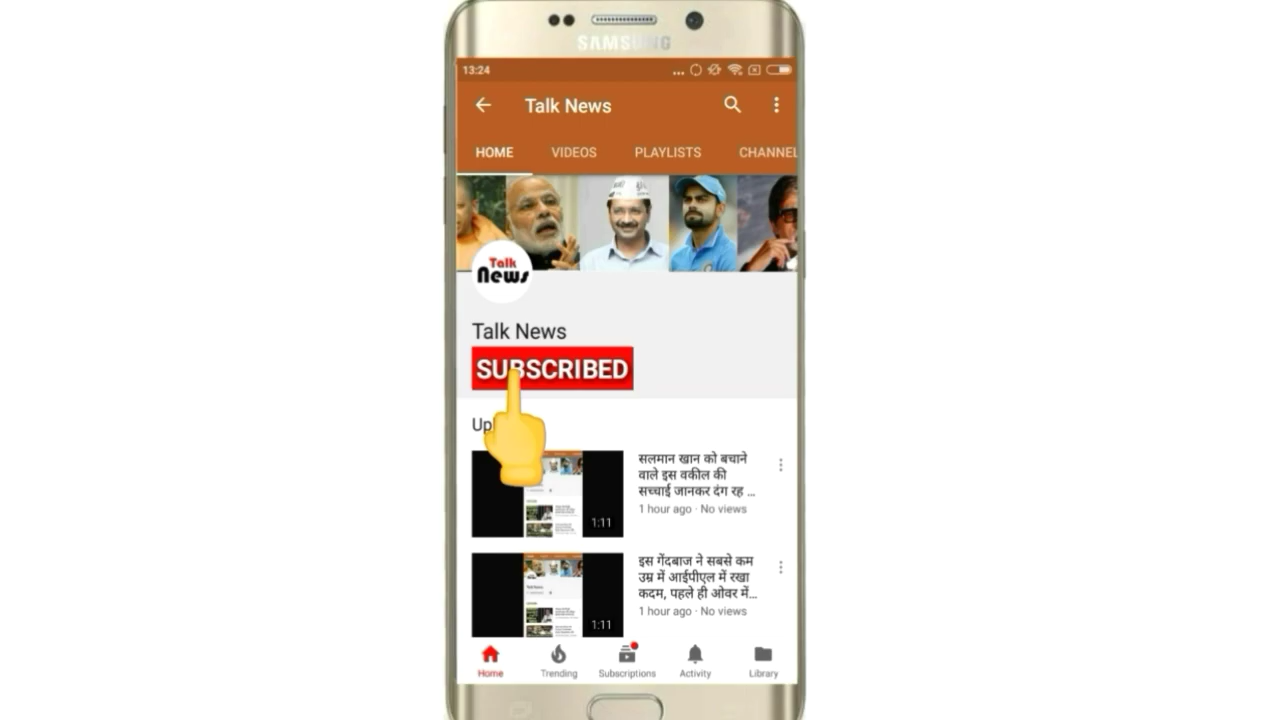 SAMSUNG
13:24
Talk News
HOME VIDEOS PLAYLISTS CHANNEL
Talk
News
Talk News
SUBSCRIBED
सलमान खान को बचाने
वाले इस वकील की
सच्चाई जानकर दंग रह ...
1 hour ago · No views
1:11
इस गेंदबाज ने सबसे कम
उम्र में आईपीएल में रखा
कदम, पहले ही ओवर में...
1 hour ago · No views
1:11
Home Trending Subscriptions Activity Library